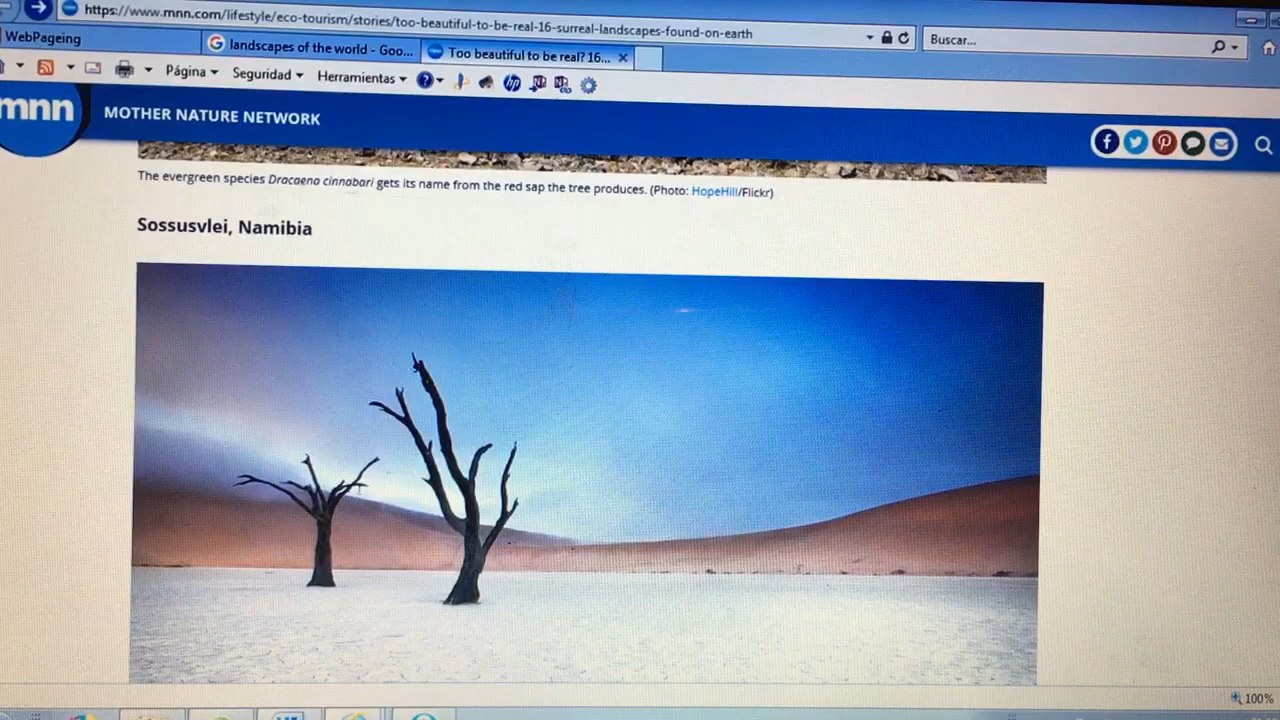 https://www.mnn.com/lifestyle/eco-tourism/stories/too-beautiful-to-be-real-16-surreal-landscapes-found-on-earth
Buscar...
WebPageing
landscapes of the world - Goo...
Too beautiful to be real? 16...
Página
Seguridad
Herramientas
mnn
MOTHER NATURE NETWORK
The evergreen species Dracaena cinnabari gets its name from the red sap the tree produces. (Photo: HopeHill/Flickr)
Sossusvlei, Namibia
100%